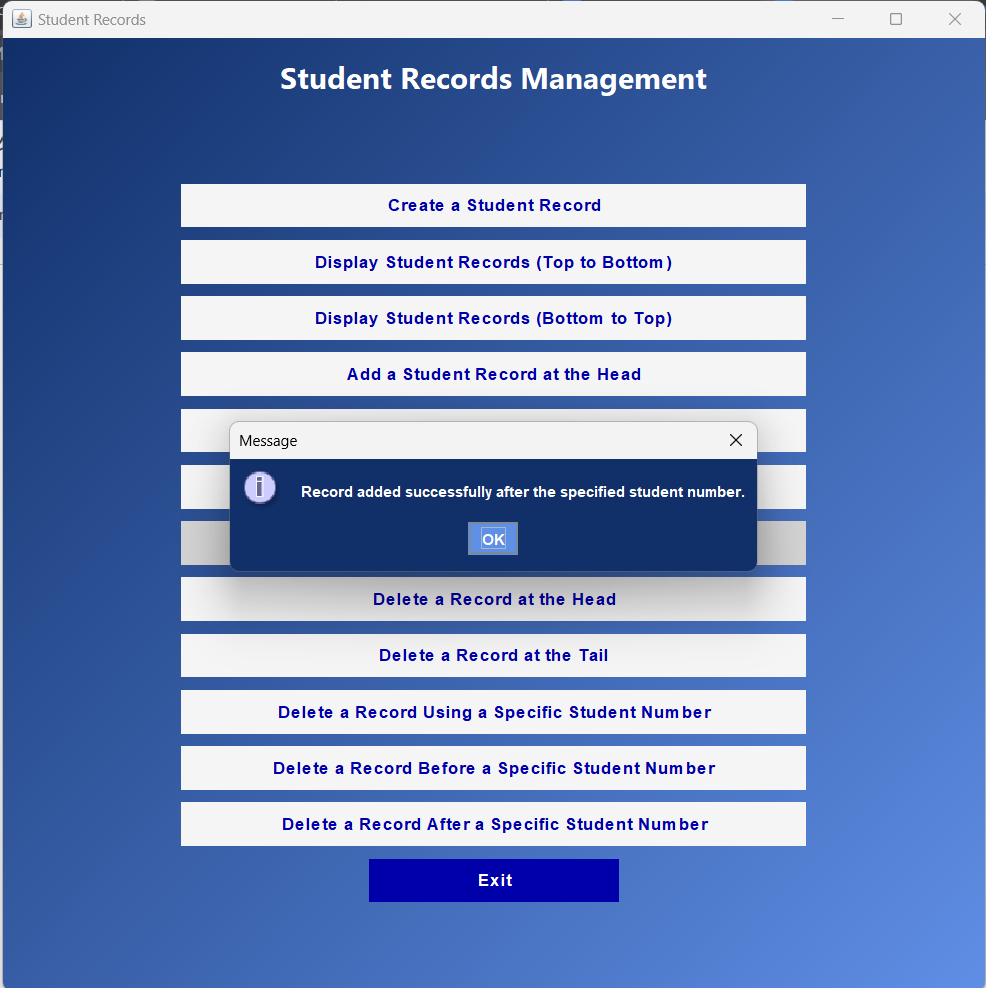 Student Records
Student Records Management
Create a Student Record
Display Student Records (Top to Bottom)
Display Student Records (Bottom to Top)
Add a Student Record at the Head
Message
Record added successfully after the specified student number.
OK
Delete a Record at the Head
Delete a Record at the Tail
Delete a Record Using a Specific Student Number
Delete a Record Before a Specific Student Number
Delete a Record After a Specific Student Number
Exit